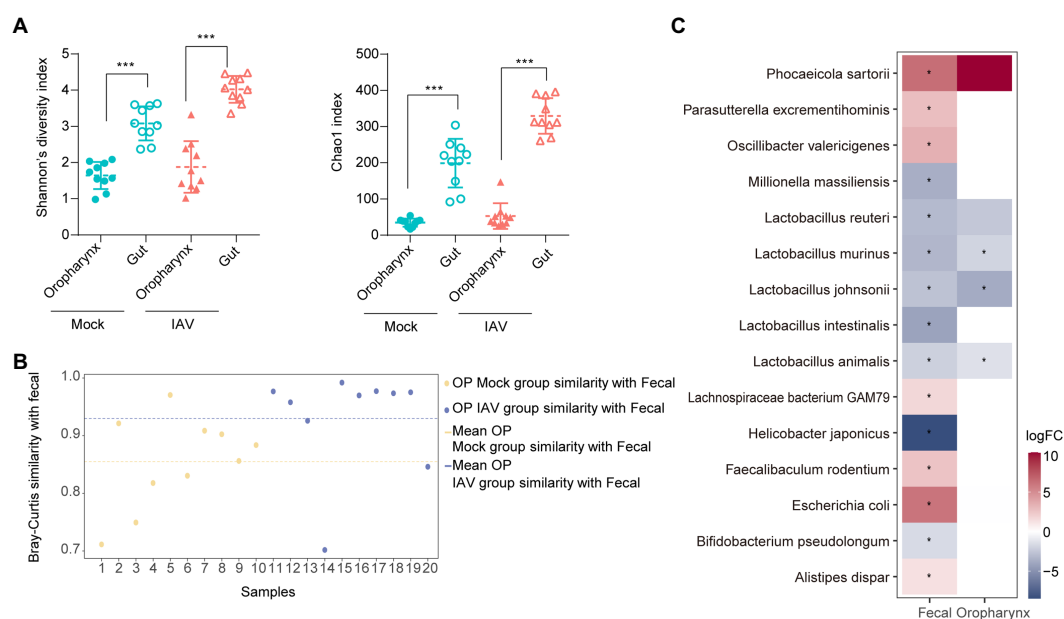 A
Shannon's diversity index
5
4
3
2
1
0
***
***
Oropharynx
Gut
Oropharynx
Gut
Mock
IAV
Chao1 index
500
400
300
200
100
0
***
***
Oropharynx
Gut
Oropharynx
Gut
Mock
IAV
B
Bray-Curtis similarity with fecal
1.0
0.9
0.8
0.7
1 2 3 4 5 6 7 8 9 10 11 12 13 14 15 16 17 18 19 20
Samples
OP Mock group similarity with Fecal
OP IAV group similarity with Fecal
Mean OP
Mock group similarity with Fecal
Mean OP
IAV group similarity with Fecal
C
Phocaeicola sartorii *
Parasutterella excrementihominis *
Oscillibacter valericigenes *
Millionella massiliensis *
Lactobacillus reuteri *
Lactobacillus murinus * *
Lactobacillus johnsonii * *
Lactobacillus intestinalis *
Lactobacillus animalis * *
Lachnospiraceae bacterium GAM79 *
Helicobacter japonicus *
Faecalibaculum rodentium *
Escherichia coli *
Bifidobacterium pseudolongum *
Alistipes dispar *
Fecal Oropharynx
logFC
10
5
0
−5